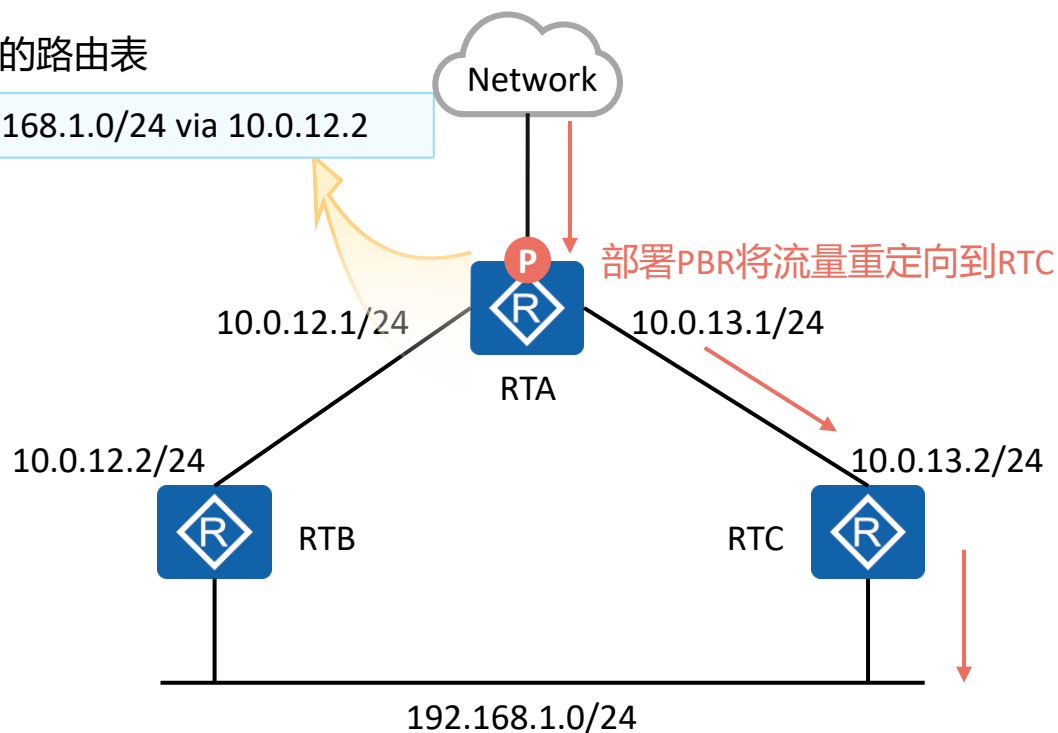 的路由表
Network
168.1.0/24 via 10.0.12.2
P
部署PBR将流量重定向到RTC
R
10.0.12.1/24
10.0.13.1/24
RTA
10.0.12.2/24
10.0.13.2/24
R
RTB
RTC
R
192.168.1.0/24